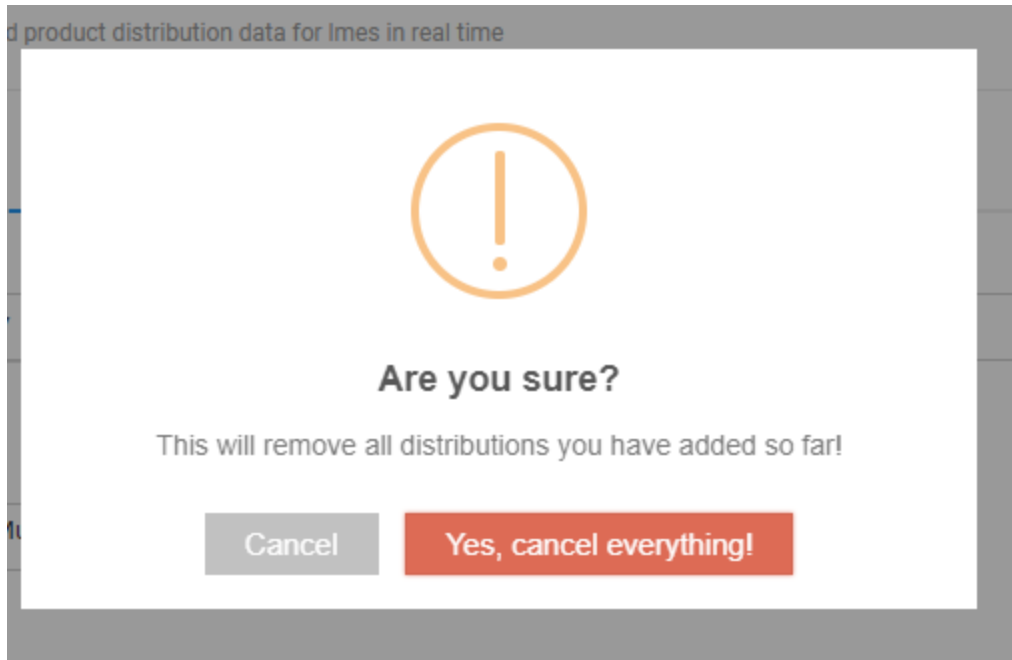 d product distribution data for lmes in real time
Are you sure?
This will remove all distributions you have added so far!
Cancel
Yes, cancel everything!